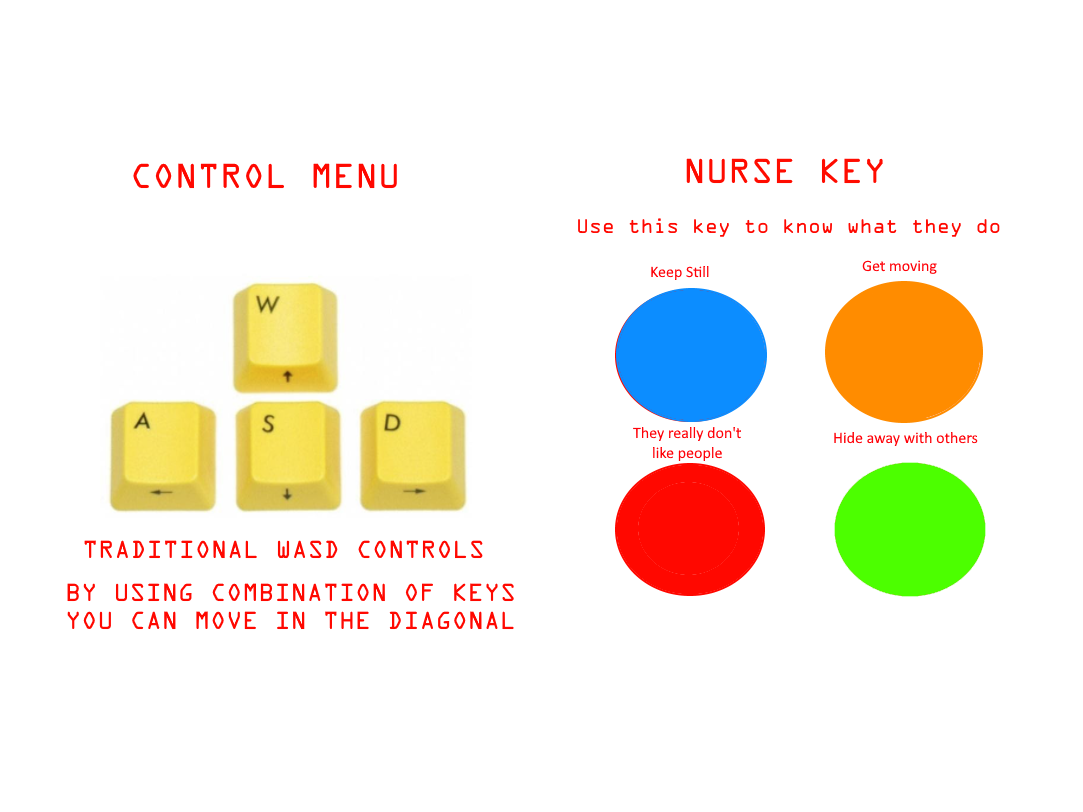 CONTROL MENU
W
A
S
D
TRADITIONAL WASD CONTROLS
BY USING COMBINATION OF KEYS
YOU CAN MOVE IN THE DIAGONAL
NURSE KEY
Use this key to know what they do
Keep Still
Get moving
They really don't
like people
Hide away with others